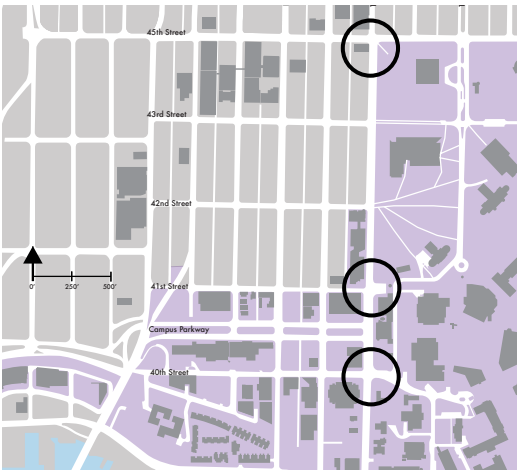 45th Street
43rd Street
42nd Street
41st Street
0'
250'
500'
Campus Parkway
40th Street